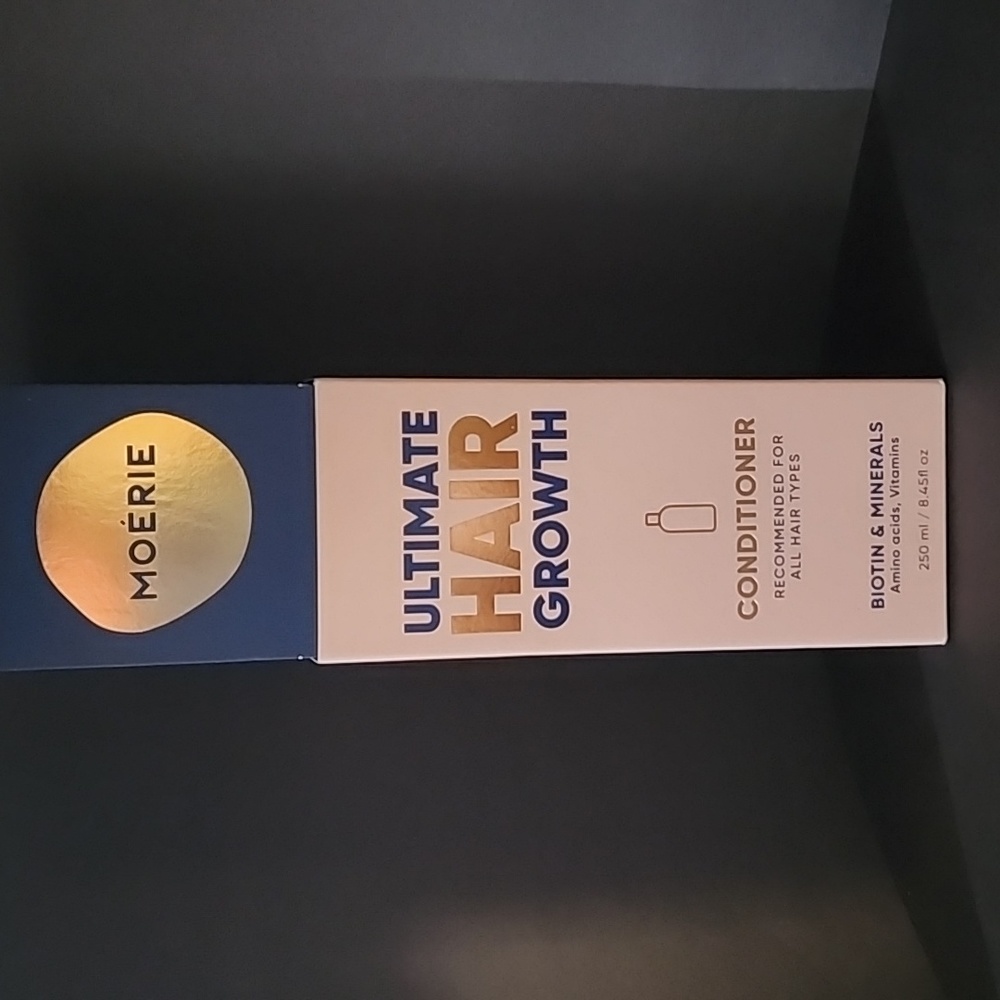 MOÉRIE
ULTIMATE
HAIR
GROWTH
CONDITIONER
RECOMMENDED FOR
ALL HAIR TYPES
BIOTIN & MINERALS
Amino acids, Vitamins
250 ml / 8.45fl oz